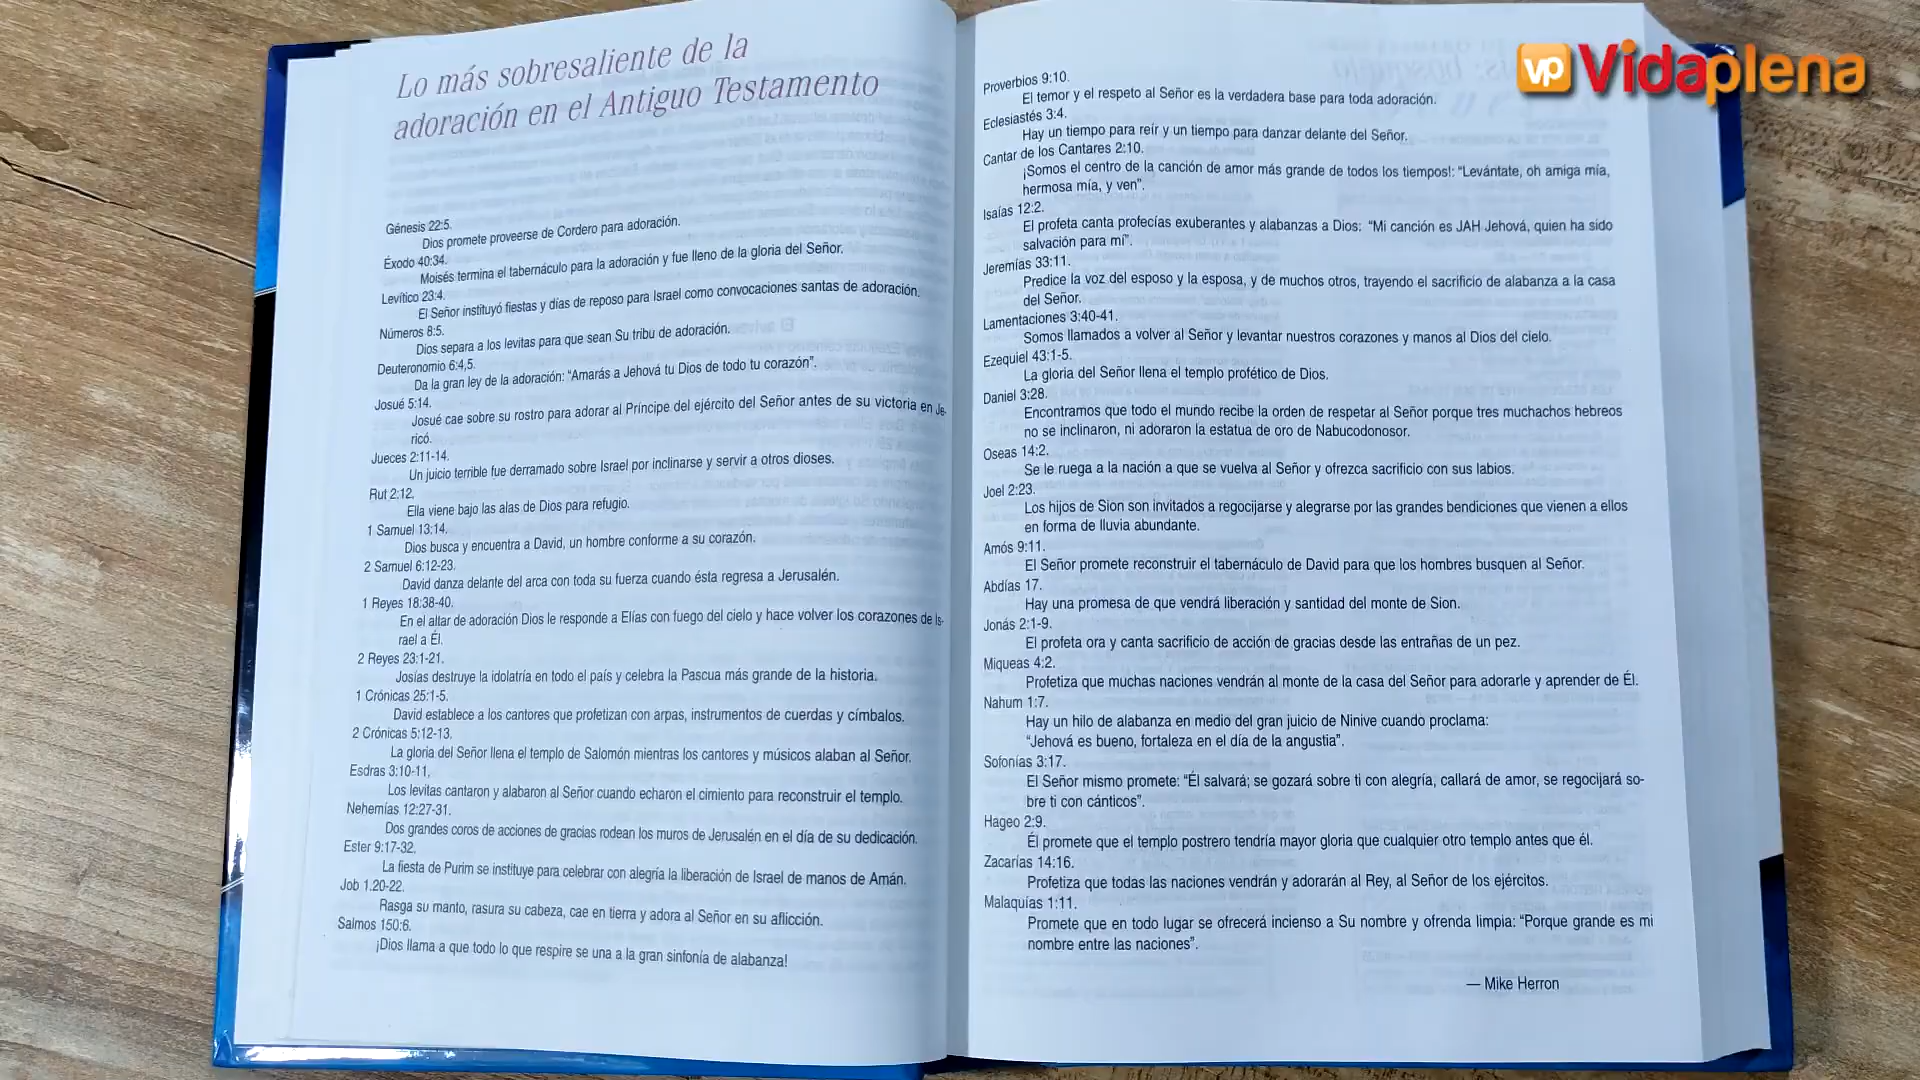 Lo más sobresaliente de la
adoración en el Antiguo Testamento
Génesis 22:5.
Dios promete proveerse de Cordero para adoración.
Éxodo 40:34.
Moisés termina el tabernáculo para la adoración y fue lleno de la gloria del Señor.
Levítico 23:4.
El Señor instituyó fiestas y días de reposo para Israel como convocaciones santas de adoración.
Números 8:5.
Dios separa a los levitas para que sean Su tribu de adoración.
Deuteronomio 6:4,5.
Da la gran ley de la adoración: “Amarás a Jehová tu Dios de todo tu corazón”.
Josué 5:14.
Josué cae sobre su rostro para adorar al Príncipe del ejército del Señor antes de su victoria en Je-
ricó.
Jueces 2:11-14.
Un juicio terrible fue derramado sobre Israel por inclinarse y servir a otros dioses.
Rut 2:12.
Ella viene bajo las alas de Dios para refugio.
1 Samuel 13:14.
Dios busca y encuentra a David, un hombre conforme a su corazón.
2 Samuel 6:12-23.
David danza delante del arca con toda su fuerza cuando ésta regresa a Jerusalén.
1 Reyes 18:38-40.
En el altar de adoración Dios le responde a Elías con fuego del cielo y hace volver los corazones de Is-
rael a Él.
2 Reyes 23:1-21.
Josías destruye la idolatría en todo el país y celebra la Pascua más grande de la historia.
1 Crónicas 25:1-5.
David establece a los cantores que profetizan con arpas, instrumentos de cuerdas y címbalos.
2 Crónicas 5:12-13.
La gloria del Señor llena el templo de Salomón mientras los cantores y músicos alaban al Señor.
Esdras 3:10-11,
Los levitas cantaron y alabaron al Señor cuando echaron el cimiento para reconstruir el templo.
Nehemías 12:27-31.
Dos grandes coros de acciones de gracias rodean los muros de Jerusalén en el día de su dedicación.
Ester 9:17-32.
La fiesta de Purim se instituye para celebrar con alegría la liberación de Israel de manos de Amán.
Job 1.20-22.
Rasga su manto, rasura su cabeza, cae en tierra y adora al Señor en su aflicción.
Salmos 150:6.
¡Dios llama a que todo lo que respire se una a la gran sinfonía de alabanza!
Proverbios 9:10.
El temor y el respeto al Señor es la verdadera base para toda adoración.
Eclesiastés 3:4.
Hay un tiempo para reír y un tiempo para danzar delante del Señor.
Cantar de los Cantares 2:10.
¡Somos el centro de la canción de amor más grande de todos los tiempos!: “Levántate, oh amiga mía,
hermosa mía, y ven”.
Isaías 12:2.
El profeta canta profecías exuberantes y alabanzas a Dios: “Mi canción es JAH Jehová, quien ha sido
salvación para mí”.
Jeremías 33:11.
Predice la voz del esposo y la esposa, y de muchos otros, trayendo el sacrificio de alabanza a la casa
del Señor.
Lamentaciones 3:40-41.
Somos llamados a volver al Señor y levantar nuestros corazones y manos al Dios del cielo.
Ezequiel 43:1-5.
La gloria del Señor llena el templo profético de Dios.
Daniel 3:28.
Encontramos que todo el mundo recibe la orden de respetar al Señor porque tres muchachos hebreos
no se inclinaron, ni adoraron la estatua de oro de Nabucodonosor.
Oseas 14:2.
Se le ruega a la nación a que se vuelva al Señor y ofrezca sacrificio con sus labios.
Joel 2:23.
Los hijos de Sion son invitados a regocijarse y alegrarse por las grandes bendiciones que vienen a ellos
en forma de lluvia abundante.
Amós 9:11.
El Señor promete reconstruir el tabernáculo de David para que los hombres busquen al Señor.
Abdías 17.
Hay una promesa de que vendrá liberación y santidad del monte de Sion.
Jonás 2:1-9.
El profeta ora y canta sacrificio de acción de gracias desde las entrañas de un pez.
Miqueas 4:2.
Profetiza que muchas naciones vendrán al monte de la casa del Señor para adorarle y aprender de Él.
Nahum 1:7.
Hay un hilo de alabanza en medio del gran juicio de Ninive cuando proclama:
“Jehová es bueno, fortaleza en el día de la angustia”.
Sofonías 3:17.
El Señor mismo promete: “Él salvará; se gozará sobre ti con alegría, callará de amor, se regocijará so-
bre ti con cánticos”.
Hageo 2:9.
Él promete que el templo postrero tendría mayor gloria que cualquier otro templo antes que él.
Zacarías 14:16.
Profetiza que todas las naciones vendrán y adorarán al Rey, al Señor de los ejércitos.
Malaquías 1:11.
Promete que en todo lugar se ofrecerá incienso a Su nombre y ofrenda limpia: “Porque grande es mi
nombre entre las naciones”.
— Mike Herron
vp Vidaplena